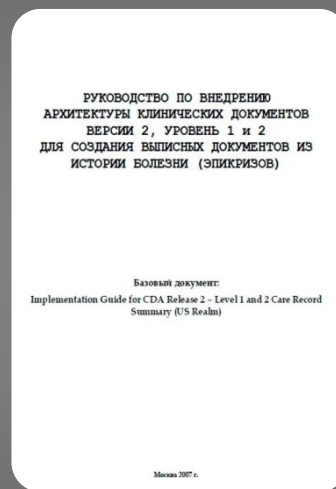 РУКОВОДСТВО ПО ВНЕДРЕНИЮ
АРХИТЕКТУРЫ КЛИНИЧЕСКИХ ДОКУМЕНТОВ
ВЕРСИИ 2, УРОВЕНЬ 1 и 2
ДЛЯ СОЗДАНИЯ ВЫПИСНЫХ ДОКУМЕНТОВ ИЗ
ИСТОРИИ БОЛЕЗНИ (ЭПИКРИЗОВ)
Базовый документ:
Implementation Guide for CDA Release 2 – Level 1 and 2 Care Record
Summary (US Realm)
Москва 2007 г.